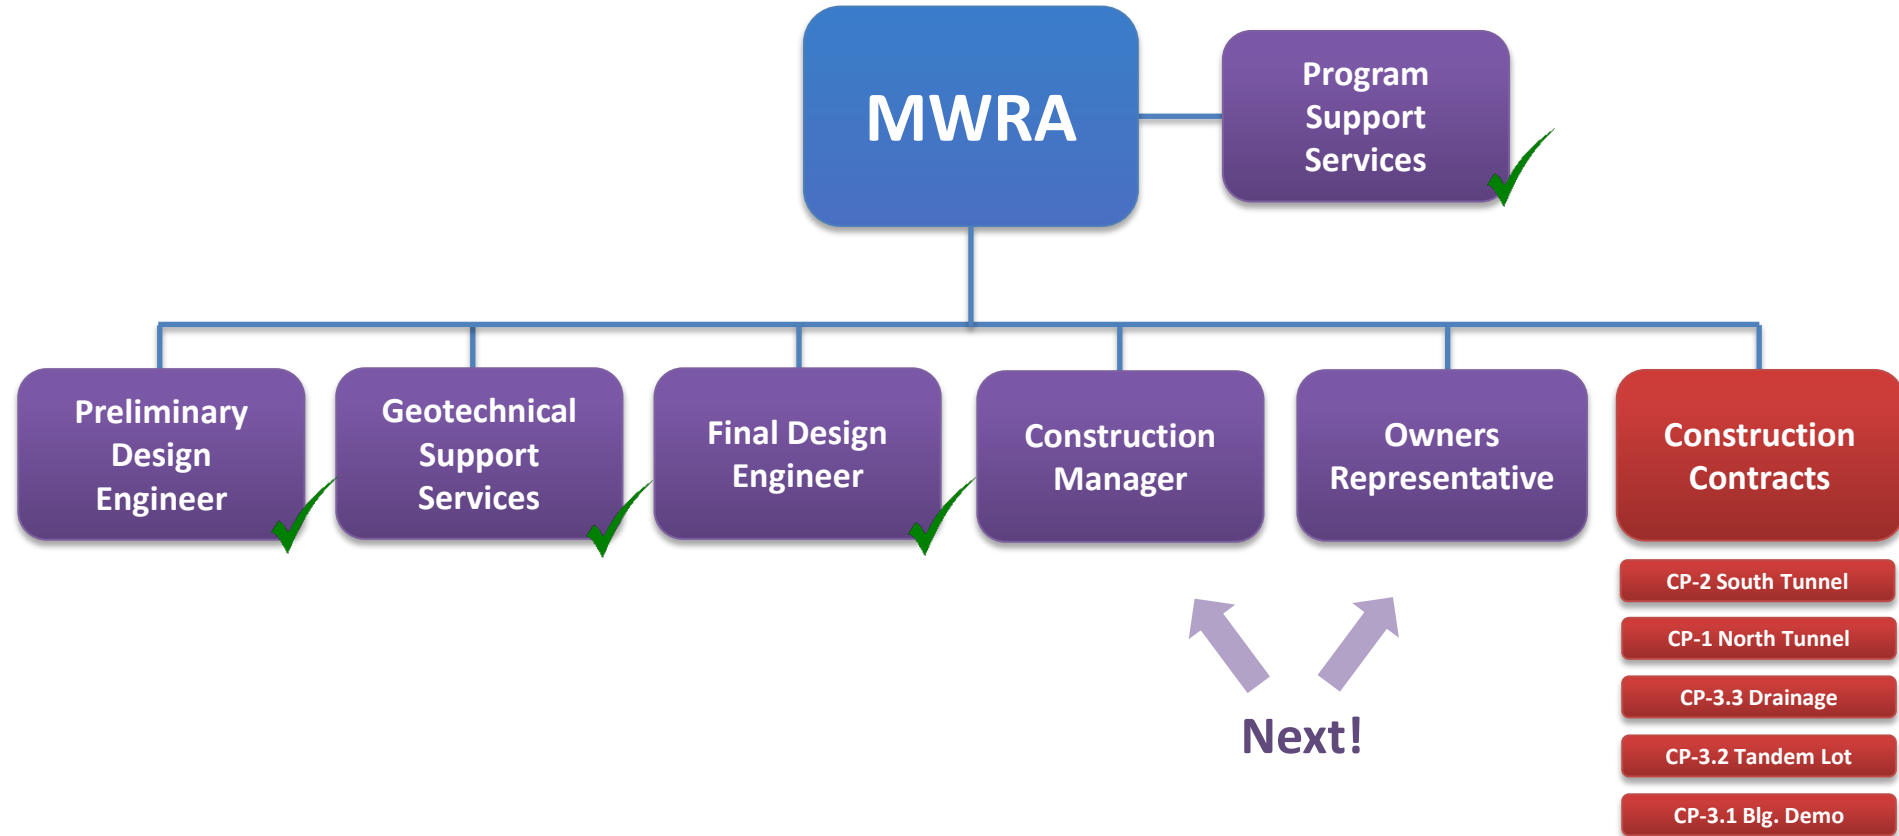 MWRA
Program
Support
Services
Preliminary
Design
Engineer
Geotechnical
Support
Services
Final Design
Engineer
Construction
Manager
Owners
Representative
Construction
Contracts
CP-2 South Tunnel
CP-1 North Tunnel
CP-3.3 Drainage
CP-3.2 Tandem Lot
CP-3.1 Blg. Demo
Next!